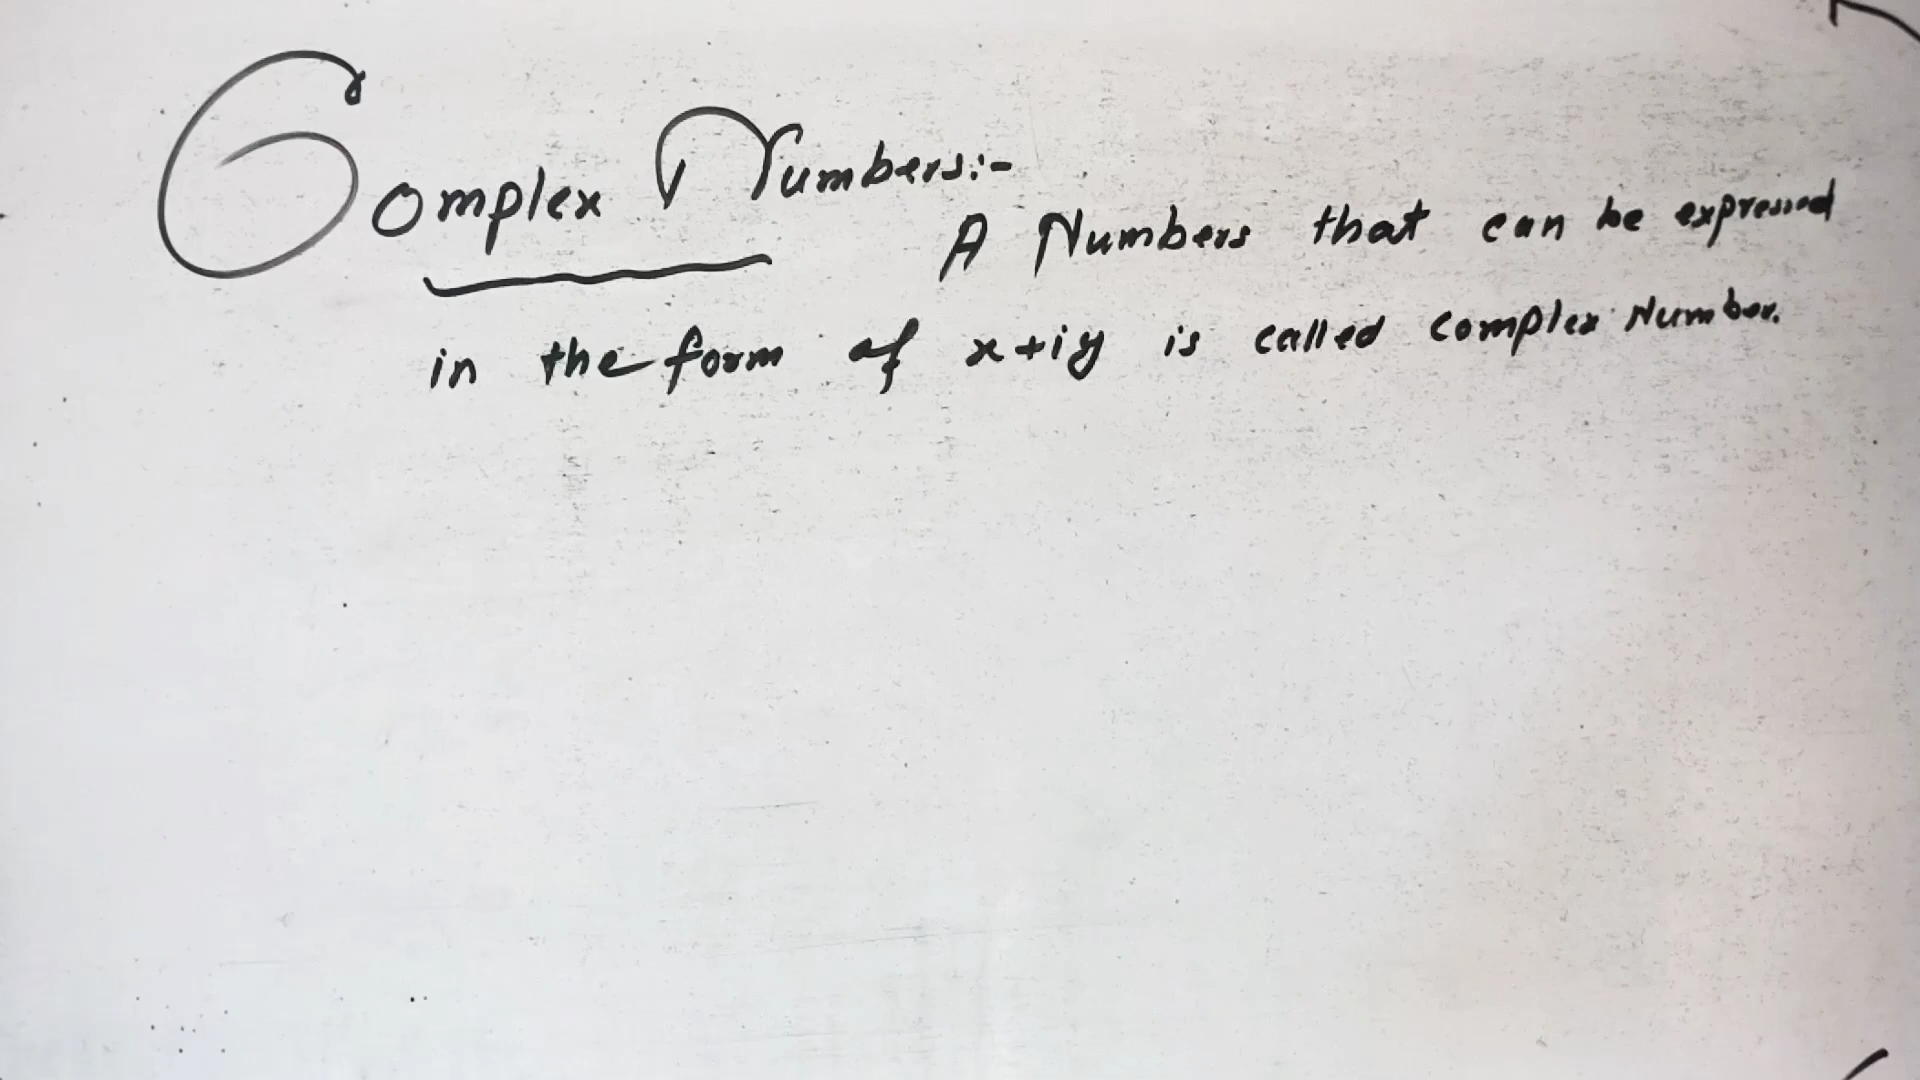 Complex Numbers:-
A Numbers that can be expressed
in the form of x+iy is called complex Number.